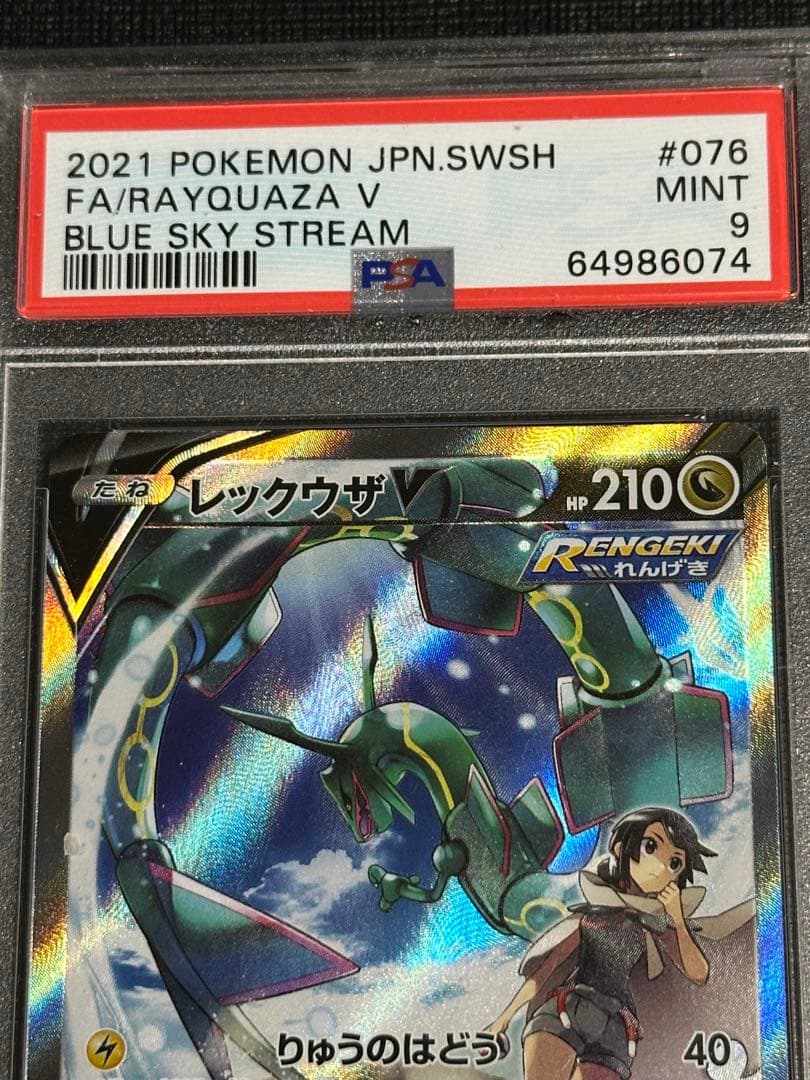 2021 POKEMON JPN.SWSH #076
FA/RAYQUAZA V MINT
BLUE SKY STREAM 9
PSA 64986074
たね レックウザV HP 210
RENGEKI
れんげき
りゅうのはどう 40